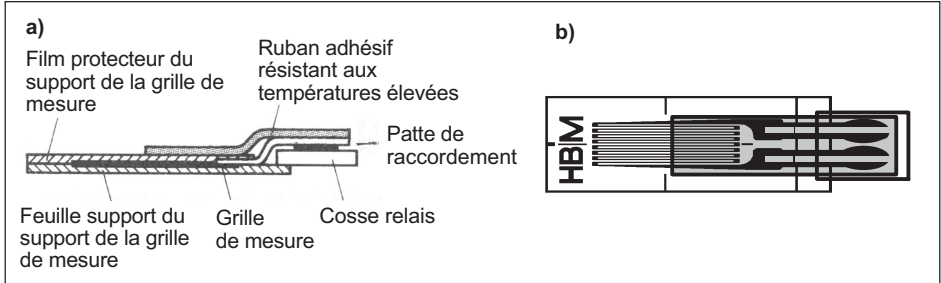 a)
Film protecteur du
support de la grille de
mesure
Ruban adhésif
résistant aux
températures élevées
Patte de
raccordement
Feuille support du
support de la grille
de mesure
Grille
de mesure
Cosse relais
b)
HBM